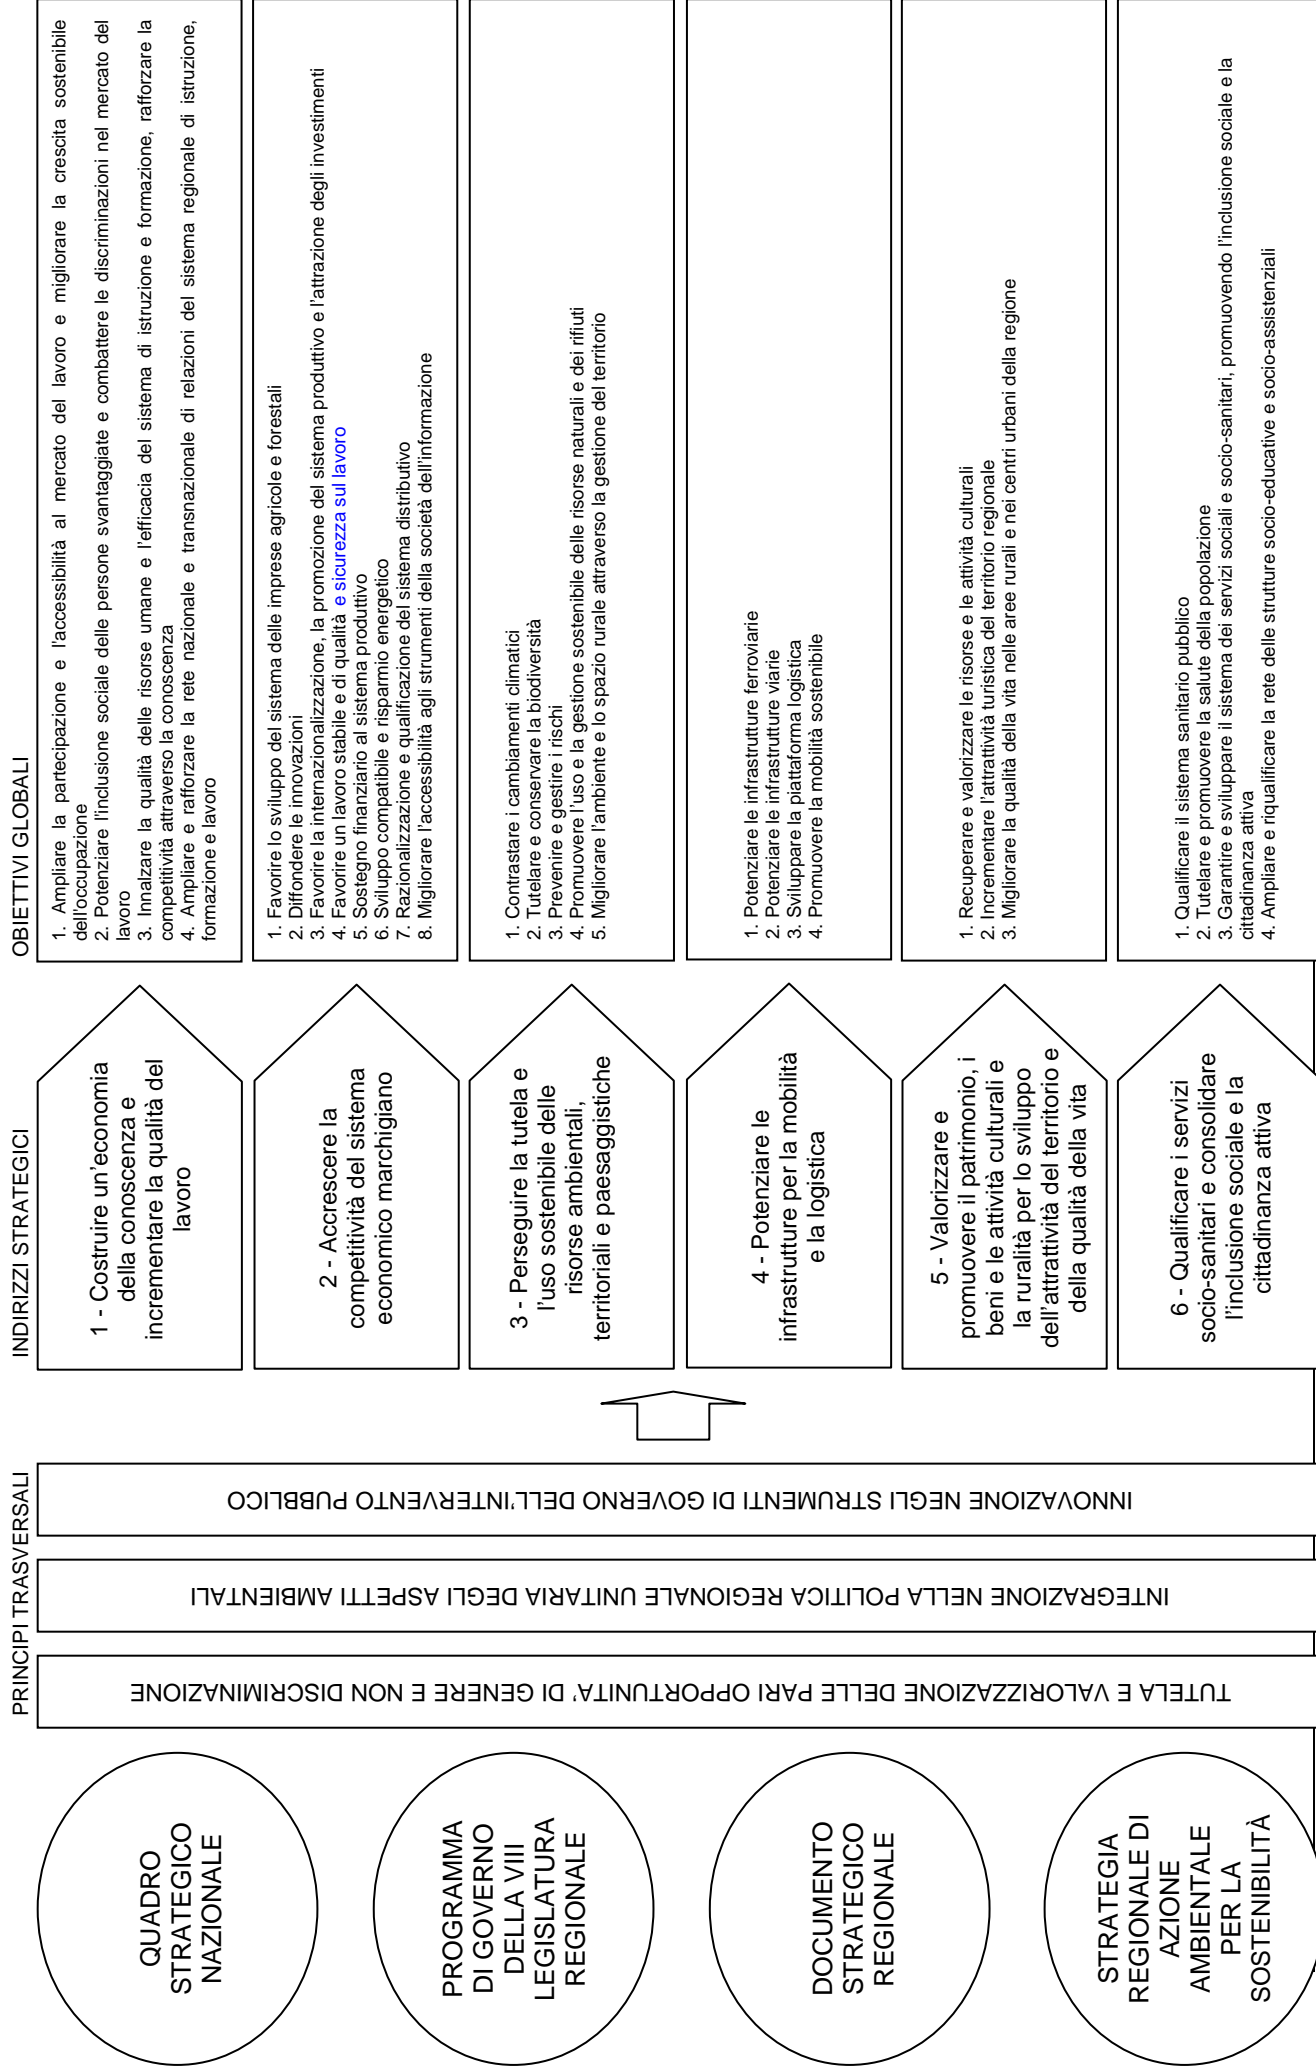 PRINCIPI TRASVERSALI
INDIRIZZI STRATEGICI
OBIETTIVI GLOBALI
QUADRO
STRATEGICO
NAZIONALE
PROGRAMMA
DI GOVERNO
DELLA VIII
LEGISLATURA
REGIONALE
DOCUMENTO
STRATEGICO
REGIONALE
STRATEGIA
REGIONALE DI
AZIONE
AMBIENTALE
PER LA
SOSTENIBILITÀ
TUTELA E VALORIZZAZIONE DELLE PARI OPPORTUNITA' DI GENERE E NON DISCRIMINAZIONE
INTEGRAZIONE NELLA POLITICA REGIONALE UNITARIA DEGLI ASPETTI AMBIENTALI
INNOVAZIONE NEGLI STRUMENTI DI GOVERNO DELL'INTERVENTO PUBBLICO
1 - Costruire un'economia
della conoscenza e
incrementare la qualità del
lavoro
1. Ampliare la partecipazione e l'accessibilità al mercato del lavoro e migliorare la crescita sostenibile
dell'occupazione
2. Potenziare l'inclusione sociale delle persone svantaggiate e combattere le discriminazioni nel mercato del
lavoro
3. Innalzare la qualità delle risorse umane e l'efficacia del sistema di istruzione e formazione, rafforzare la
competitività attraverso la conoscenza
4. Ampliare e rafforzare la rete nazionale e transnazionale di relazioni del sistema regionale di istruzione,
formazione e lavoro
2 - Accrescere la
competitività del sistema
economico marchigiano
1. Favorire lo sviluppo del sistema delle imprese agricole e forestali
2. Diffondere le innovazioni
3. Favorire la internazionalizzazione, la promozione del sistema produttivo e l'attrazione degli investimenti
4. Favorire un lavoro stabile e di qualità e sicurezza sul lavoro
5. Sostegno finanziario al sistema produttivo
6. Sviluppo compatibile e risparmio energetico
7. Razionalizzazione e qualificazione del sistema distributivo
8. Migliorare l'accessibilità agli strumenti della società dell'informazione
3 - Perseguire la tutela e
l'uso sostenibile delle
risorse ambientali,
territoriali e paesaggistiche
1. Contrastare i cambiamenti climatici
2. Tutelare e conservare la biodiversità
3. Prevenire e gestire i rischi
4. Promuovere l'uso e la gestione sostenibile delle risorse naturali e dei rifiuti
5. Migliorare l'ambiente e lo spazio rurale attraverso la gestione del territorio
4 - Potenziare le
infrastrutture per la mobilità
e la logistica
1. Potenziare le infrastrutture ferroviarie
2. Potenziare le infrastrutture viarie
3. Sviluppare la piattaforma logistica
4. Promuovere la mobilità sostenibile
5 - Valorizzare e
promuovere il patrimonio, i
beni e le attività culturali e
la ruralità per lo sviluppo
dell'attrattività del territorio e
della qualità della vita
1. Recuperare e valorizzare le risorse e le attività culturali
2. Incrementare l'attrattività turistica del territorio regionale
3. Migliorare la qualità della vita nelle aree rurali e nei centri urbani della regione
6 - Qualificare i servizi
socio-sanitari e consolidare
l'inclusione sociale e la
cittadinanza attiva
1. Qualificare il sistema sanitario pubblico
2. Tutelare e promuovere la salute della popolazione
3. Garantire e sviluppare il sistema dei servizi sociali e socio-sanitari, promuovendo l'inclusione sociale e la
cittadinanza attiva
4. Ampliare e riqualificare la rete delle strutture socio-educative e socio-assistenziali